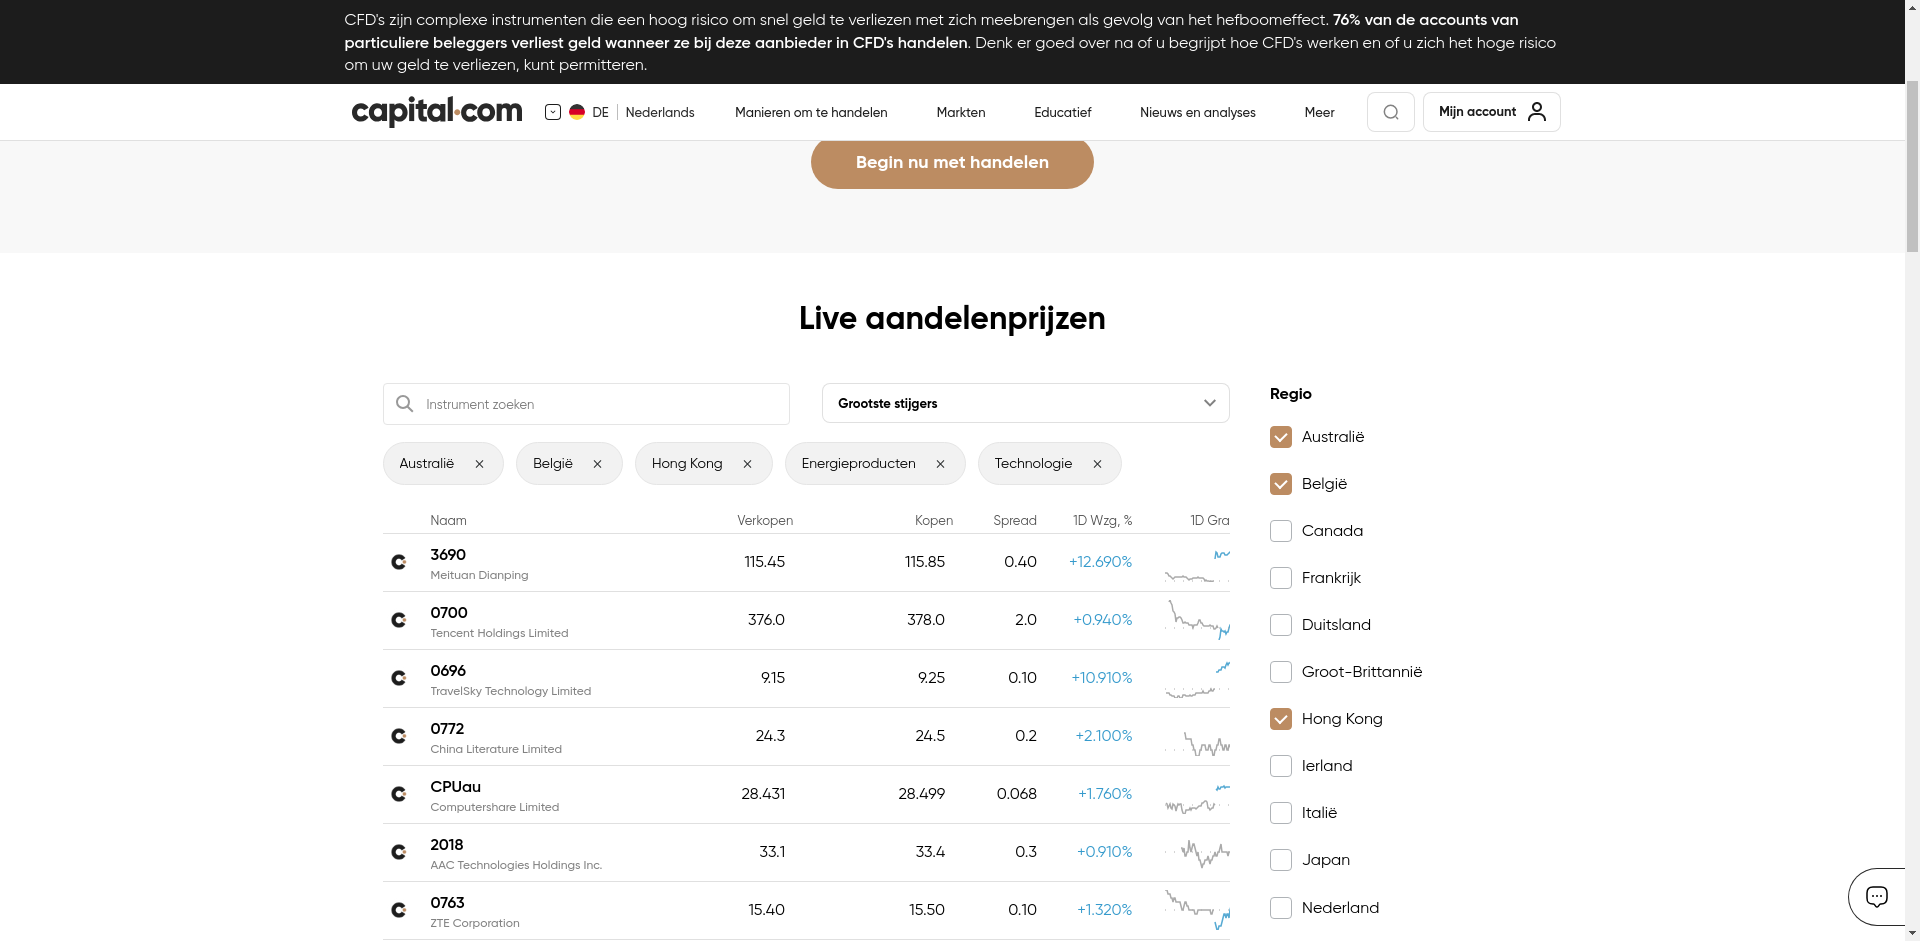 CFD's zijn complexe instrumenten die een hoog risico om snel geld te verliezen met zich meebrengen als gevolg van het hefboomeffect. 76% van de accounts van
particuliere beleggers verliest geld wanneer ze bij deze aanbieder in CFD's handelen. Denk er goed over na of u begrijpt hoe CFD's werken en of u zich het hoge risico
om uw geld te verliezen, kunt permitteren.
capital.com DE Nederlands Manieren om te handelen Markten Educatief Nieuws en analyses Meer Mijn account
Begin nu met handelen
Live aandelenprijzen
Instrument zoeken
Grootste stijgers
Australië België Hong Kong Energieproducten Technologie
Naam Verkopen Kopen Spread 1D Wzg, % 1D Gra
3690 115.45 115.85 0.40 +12.690%
Meituan Dianping
0700 376.0 378.0 2.0 +0.940%
Tencent Holdings Limited
0696 9.15 9.25 0.10 +10.910%
TravelSky Technology Limited
0772 24.3 24.5 0.2 +2.100%
China Literature Limited
CPUau 28.431 28.499 0.068 +1.760%
Computershare Limited
2018 33.1 33.4 0.3 +0.910%
AAC Technologies Holdings Inc.
0763 15.40 15.50 0.10 +1.320%
ZTE Corporation
Regio
Australië
België
Canada
Frankrijk
Duitsland
Groot-Brittannië
Hong Kong
Ierland
Italië
Japan
Nederland